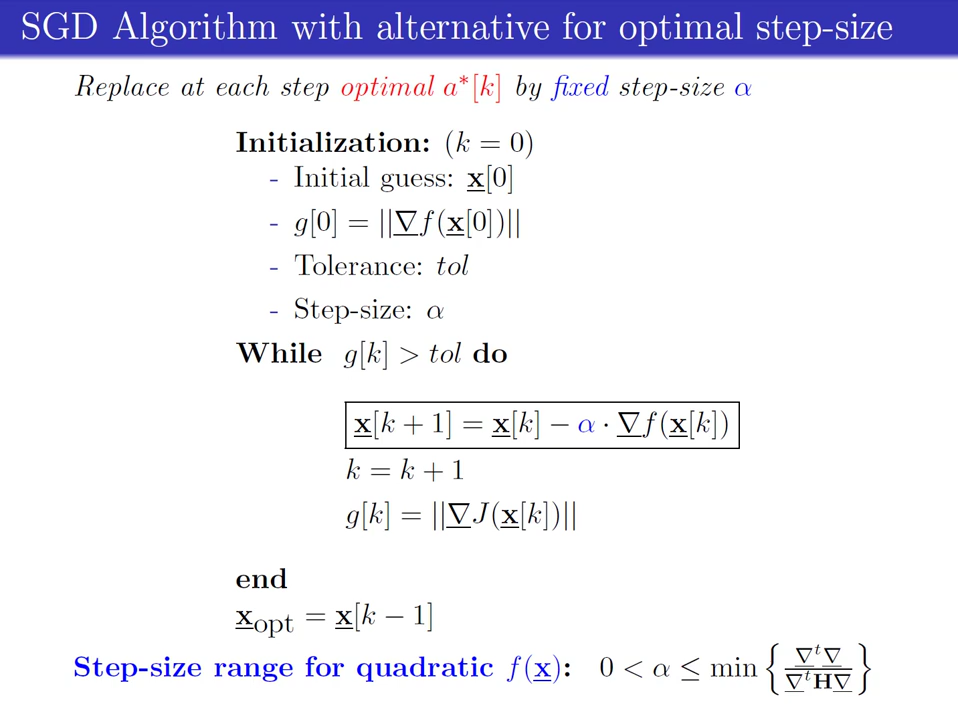 SGD Algorithm with alternative for optimal step-size
Replace at each step optimal a*[k] by fixed step-size α
Initialization: (k = 0)
- Initial guess: x̲[0]
- g[0] = ||∇̲f(x̲[0])||
- Tolerance: tol
- Step-size: α
While g[k] > tol do
x̲[k + 1] = x̲[k] − α · ∇̲f(x̲[k])
k = k + 1
g[k] = ||∇̲J(x̲[k])||
end
x̲opt = x̲[k − 1]
Step-size range for quadratic f(x̲): 0 < α ≤ min { ∇̲ᵗ∇̲ / ∇̲ᵗH∇̲ }